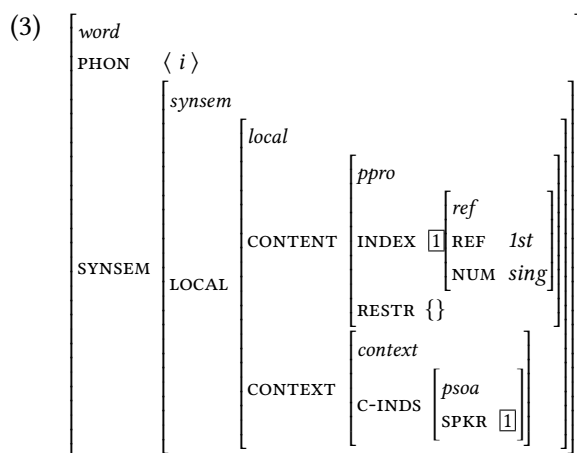 (3)
word
PHON ⟨ i ⟩
synsem
local
ppro
INDEX 1
ref
REF 1st
NUM sing
CONTENT
RESTR {}
SYNSEM
LOCAL
context
CONTEXT
C-INDS
psoa
SPKR 1